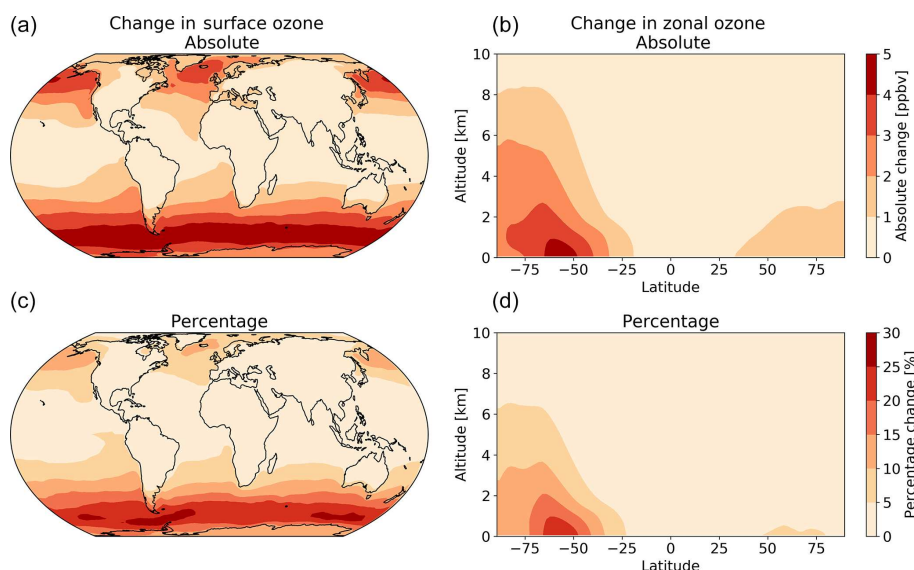 (a)
Change in surface ozone
Absolute
(b)
Change in zonal ozone
Absolute
10
8
6
4
2
0
Altitude [km]
−75
−50
−25
0
25
50
75
Latitude
5
4
3
2
1
0
Absolute change [ppbv]
(c)
Percentage
(d)
Percentage
10
8
6
4
2
0
Altitude [km]
−75
−50
−25
0
25
50
75
Latitude
30
25
20
15
10
5
0
Percentage change [%]